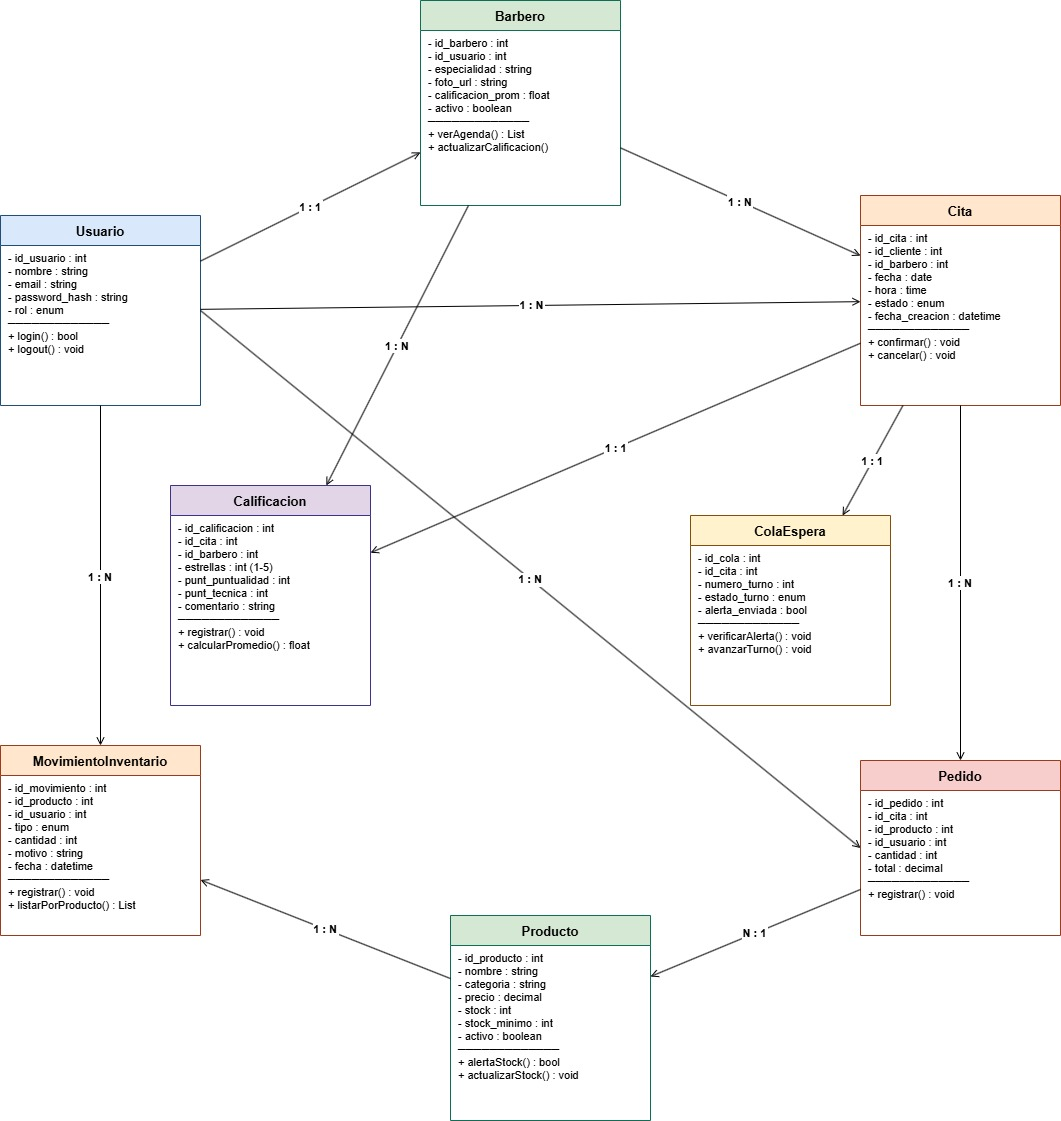 Barbero
- id_barbero : int
- id_usuario : int
- especialidad : string
- foto_url : string
- calificacion_prom : float
- activo : boolean
+ verAgenda() : List
+ actualizarCalificacion()
1 : 1
1 : N
Usuario
- id_usuario : int
- nombre : string
- email : string
- password_hash : string
- rol : enum
+ login() : bool
+ logout() : void
Cita
- id_cita : int
- id_cliente : int
- id_barbero : int
- fecha : date
- hora : time
- estado : enum
- fecha_creacion : datetime
+ confirmar() : void
+ cancelar() : void
1 : N
1 : N
1 : 1
1 : 1
Calificacion
- id_calificacion : int
- id_cita : int
- id_barbero : int
- estrellas : int (1-5)
- punt_puntualidad : int
- punt_tecnica : int
- comentario : string
+ registrar() : void
+ calcularPromedio() : float
ColaEspera
- id_cola : int
- id_cita : int
- numero_turno : int
- estado_turno : enum
- alerta_enviada : bool
+ verificarAlerta() : void
+ avanzarTurno() : void
1 : N
1 : N
1 : N
MovimientoInventario
- id_movimiento : int
- id_producto : int
- id_usuario : int
- tipo : enum
- cantidad : int
- motivo : string
- fecha : datetime
+ registrar() : void
+ listarPorProducto() : List
Pedido
- id_pedido : int
- id_cita : int
- id_producto : int
- id_usuario : int
- cantidad : int
- total : decimal
+ registrar() : void
1 : N
N : 1
Producto
- id_producto : int
- nombre : string
- categoria : string
- precio : decimal
- stock : int
- stock_minimo : int
- activo : boolean
+ alertaStock() : bool
+ actualizarStock() : void